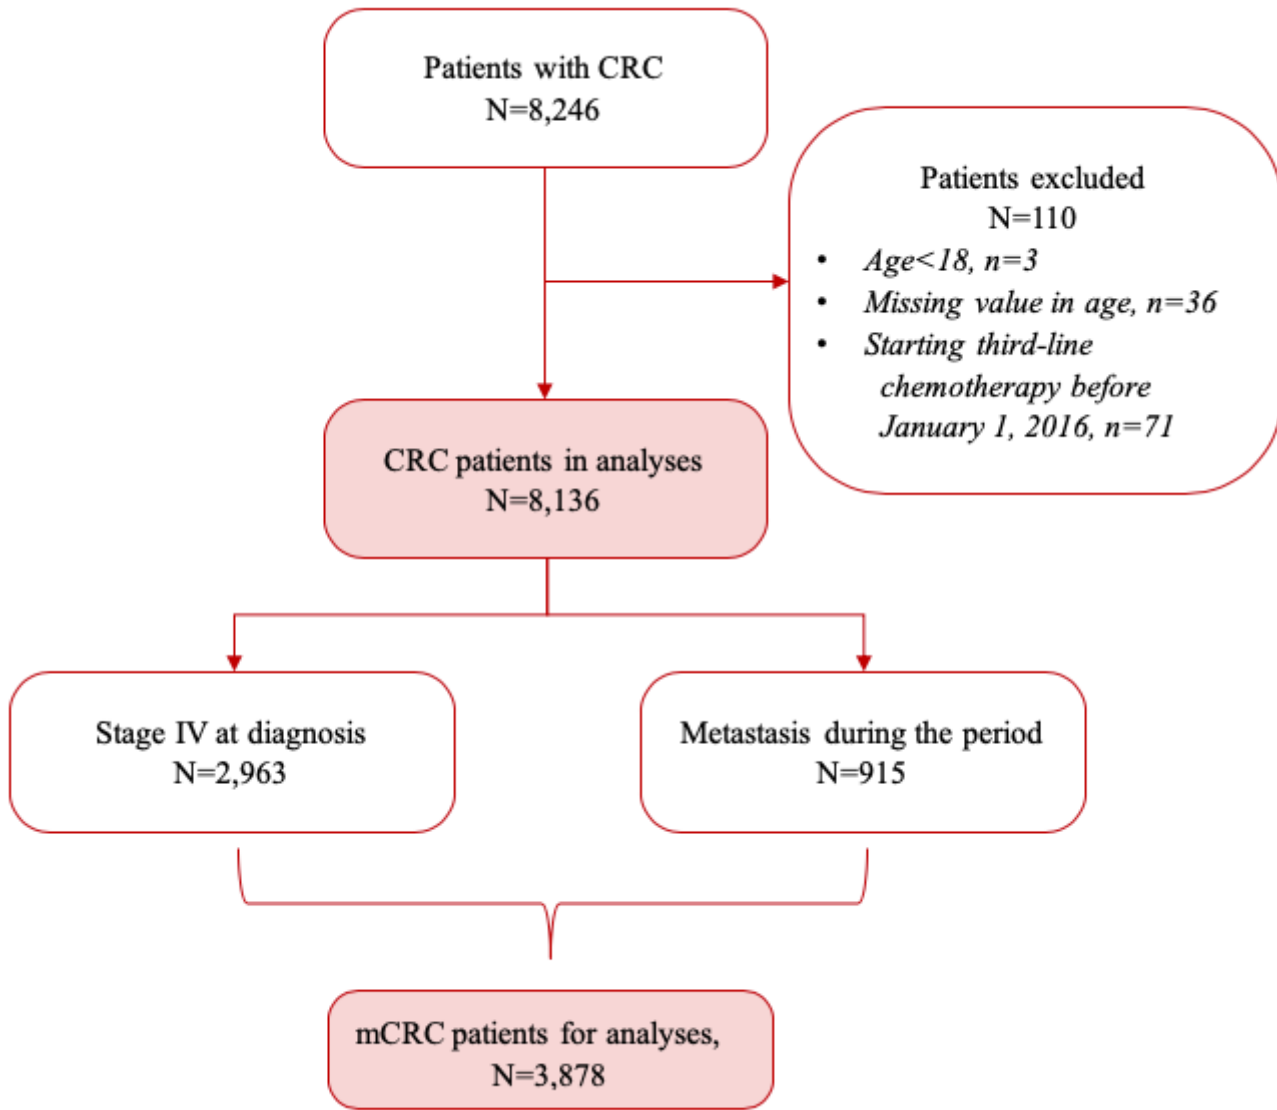 Patients with CRC
N=8,246
Patients excluded
N=110
• Age<18, n=3
• Missing value in age, n=36
• Starting third-line
chemotherapy before
January 1, 2016, n=71
CRC patients in analyses
N=8,136
Stage IV at diagnosis
N=2,963
Metastasis during the period
N=915
mCRC patients for analyses,
N=3,878